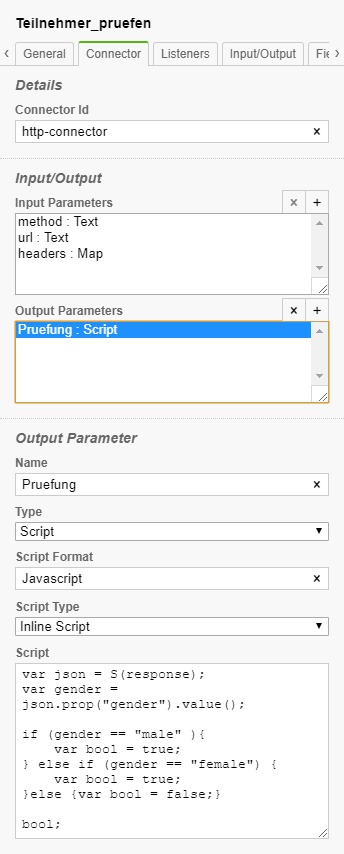 Teilnehmer_pruefen
General Connector Listeners Input/Output Fie
Details
Connector Id
http-connector
Input/Output
Input Parameters
method : Text
url : Text
headers : Map
Output Parameters
Pruefung : Script
Output Parameter
Name
Pruefung
Type
Script
Script Format
Javascript
Script Type
Inline Script
Script
var json = S(response);
var gender =
json.prop("gender").value();
if (gender == "male" ){
var bool = true;
} else if (gender == "female") {
var bool = true;
}else {var bool = false;}
bool;